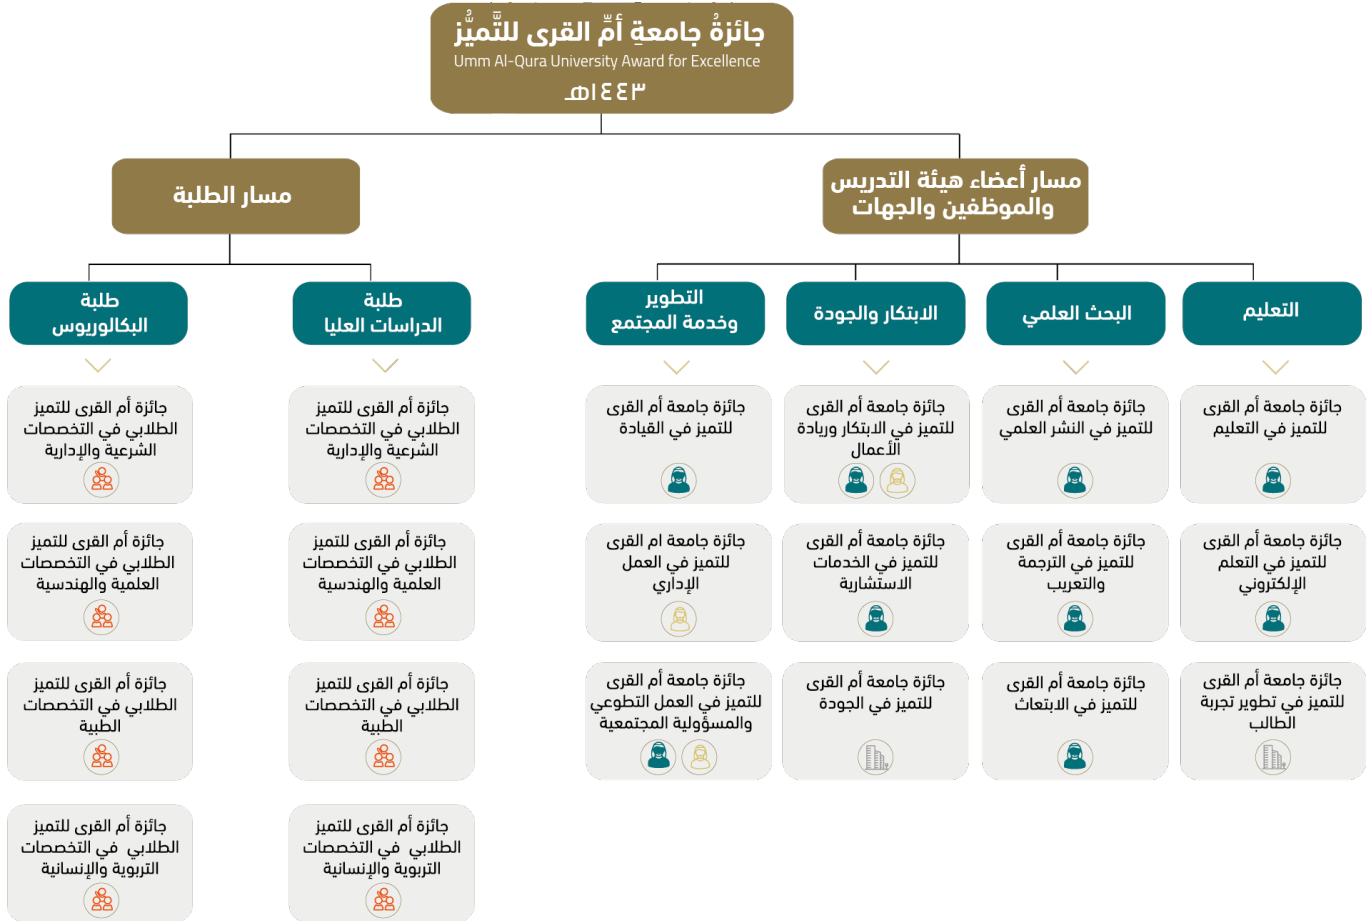 جائزةُ جامعةِ أمِّ القرى للتَّميُّز
Umm Al-Qura University Award for Excellence
١٤٤٣هـ
مسار أعضاء هيئة التدريس
والموظفين والجهات
مسار الطلبة
التعليم
البحث العلمي
الابتكار والجودة
التطوير
وخدمة المجتمع
طلبة
الدراسات العليا
طلبة
البكالوريوس
جائزة جامعة أم القرى
للتميز في التعليم
جائزة جامعة أم القرى
للتميز في التعلم
الإلكتروني
جائزة جامعة أم القرى
للتميز في تطوير تجربة
الطالب
جائزة جامعة أم القرى
للتميز في النشر العلمي
جائزة جامعة أم القرى
للتميز في الترجمة
والتعريب
جائزة جامعة أم القرى
للتميز في الابتعاث
جائزة جامعة أم القرى
للتميز في الابتكار وريادة
الأعمال
جائزة جامعة أم القرى
للتميز في الخدمات
الاستشارية
جائزة جامعة أم القرى
للتميز في الجودة
جائزة جامعة أم القرى
للتميز في القيادة
جائزة جامعة ام القرى
للتميز في العمل
الإداري
جائزة جامعة أم القرى
للتميز في العمل التطوعي
والمسؤولية المجتمعية
جائزة أم القرى للتميز
الطلابي في التخصصات
الشرعية والإدارية
جائزة أم القرى للتميز
الطلابي في التخصصات
العلمية والهندسية
جائزة أم القرى للتميز
الطلابي في التخصصات
الطبية
جائزة أم القرى للتميز
الطلابي في التخصصات
التربوية والإنسانية
جائزة أم القرى للتميز
الطلابي في التخصصات
الشرعية والإدارية
جائزة أم القرى للتميز
الطلابي في التخصصات
العلمية والهندسية
جائزة أم القرى للتميز
الطلابي في التخصصات
الطبية
جائزة أم القرى للتميز
الطلابي في التخصصات
التربوية والإنسانية